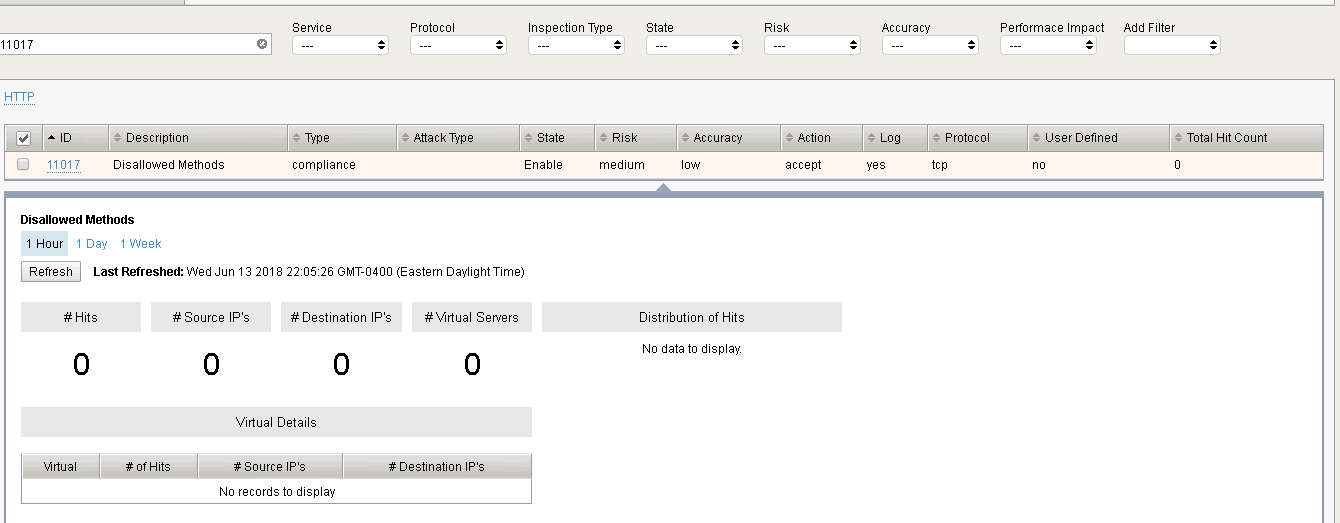 Service Protocol Inspection Type State Risk Accuracy Performace Impact Add Filter
11017 --- --- --- --- --- --- ---
HTTP
ID Description Type Attack Type State Risk Accuracy Action Log Protocol User Defined Total Hit Count
11017 Disallowed Methods compliance Enable medium low accept yes tcp no 0
Disallowed Methods
1 Hour 1 Day 1 Week
Refresh Last Refreshed: Wed Jun 13 2018 22:05:26 GMT-0400 (Eastern Daylight Time)
# Hits # Source IP's # Destination IP's # Virtual Servers Distribution of Hits
0 0 0 0 No data to display.
Virtual Details
Virtual # of Hits # Source IP's # Destination IP's
No records to display